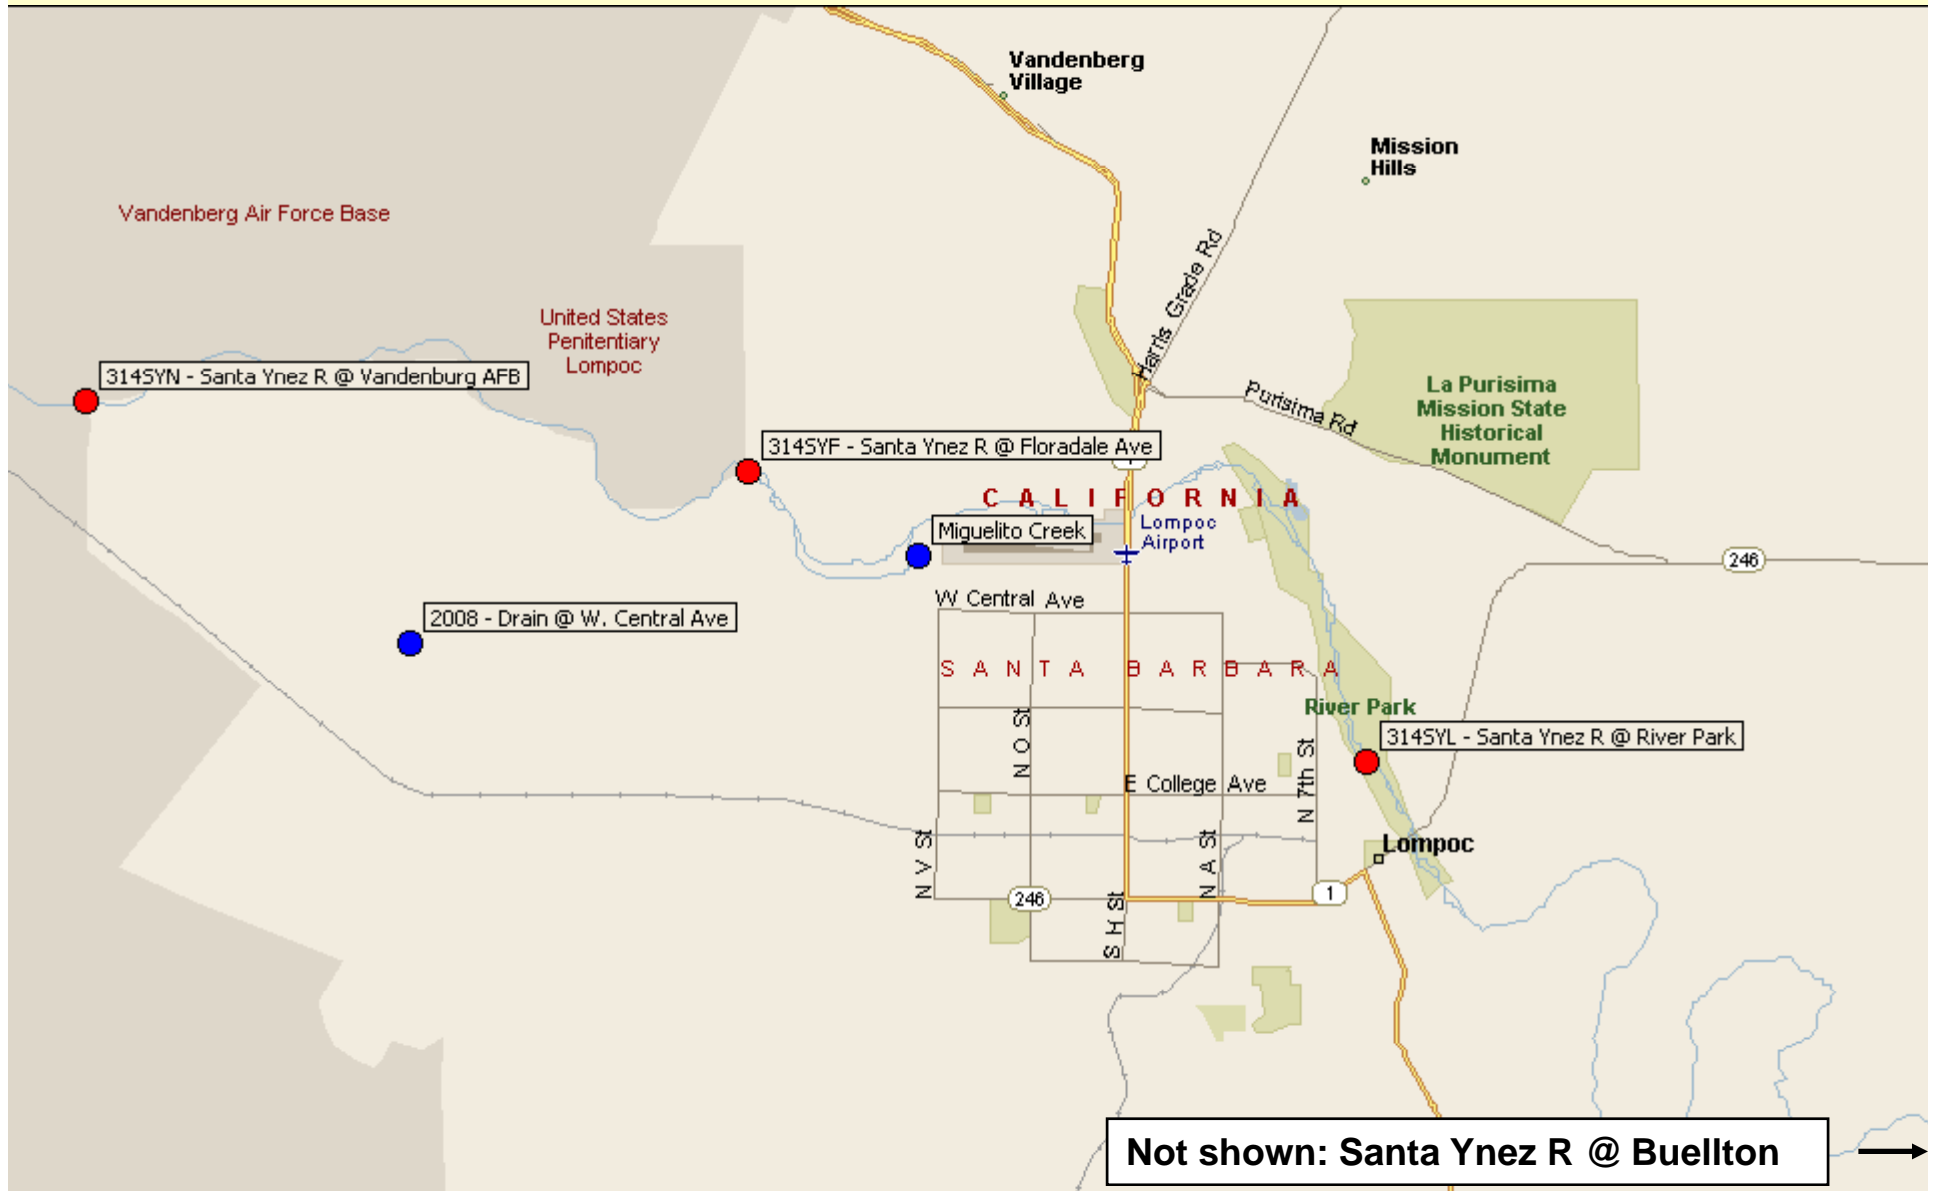 Vandenberg
Village
Mission
Hills
Vandenberg Air Force Base
Harris Grade Rd
United States
Penitentiary
Lompoc
314SYN - Santa Ynez R @ Vandenburg AFB
Purisima Rd
La Purisima
Mission State
Historical
Monument
314SYF - Santa Ynez R @ Floradale Ave
CALIFORNIA
Lompoc
Airport
Miguelito Creek
246
W Central Ave
2008 - Drain @ W. Central Ave
SANTA BARBARA
River Park
N O St
314SYL - Santa Ynez R @ River Park
N 7th St
E College Ave
Lompoc
N V St
N A St
246
1
S H St
Not shown: Santa Ynez R @ Buellton